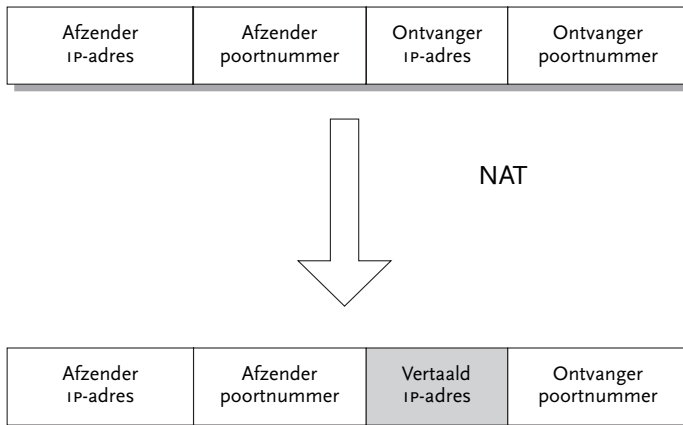 Afzender
IP-adres
Afzender
poortnummer
Ontvanger
IP-adres
Ontvanger
poortnummer
NAT
Afzender
IP-adres
Afzender
poortnummer
Vertaald
IP-adres
Ontvanger
poortnummer